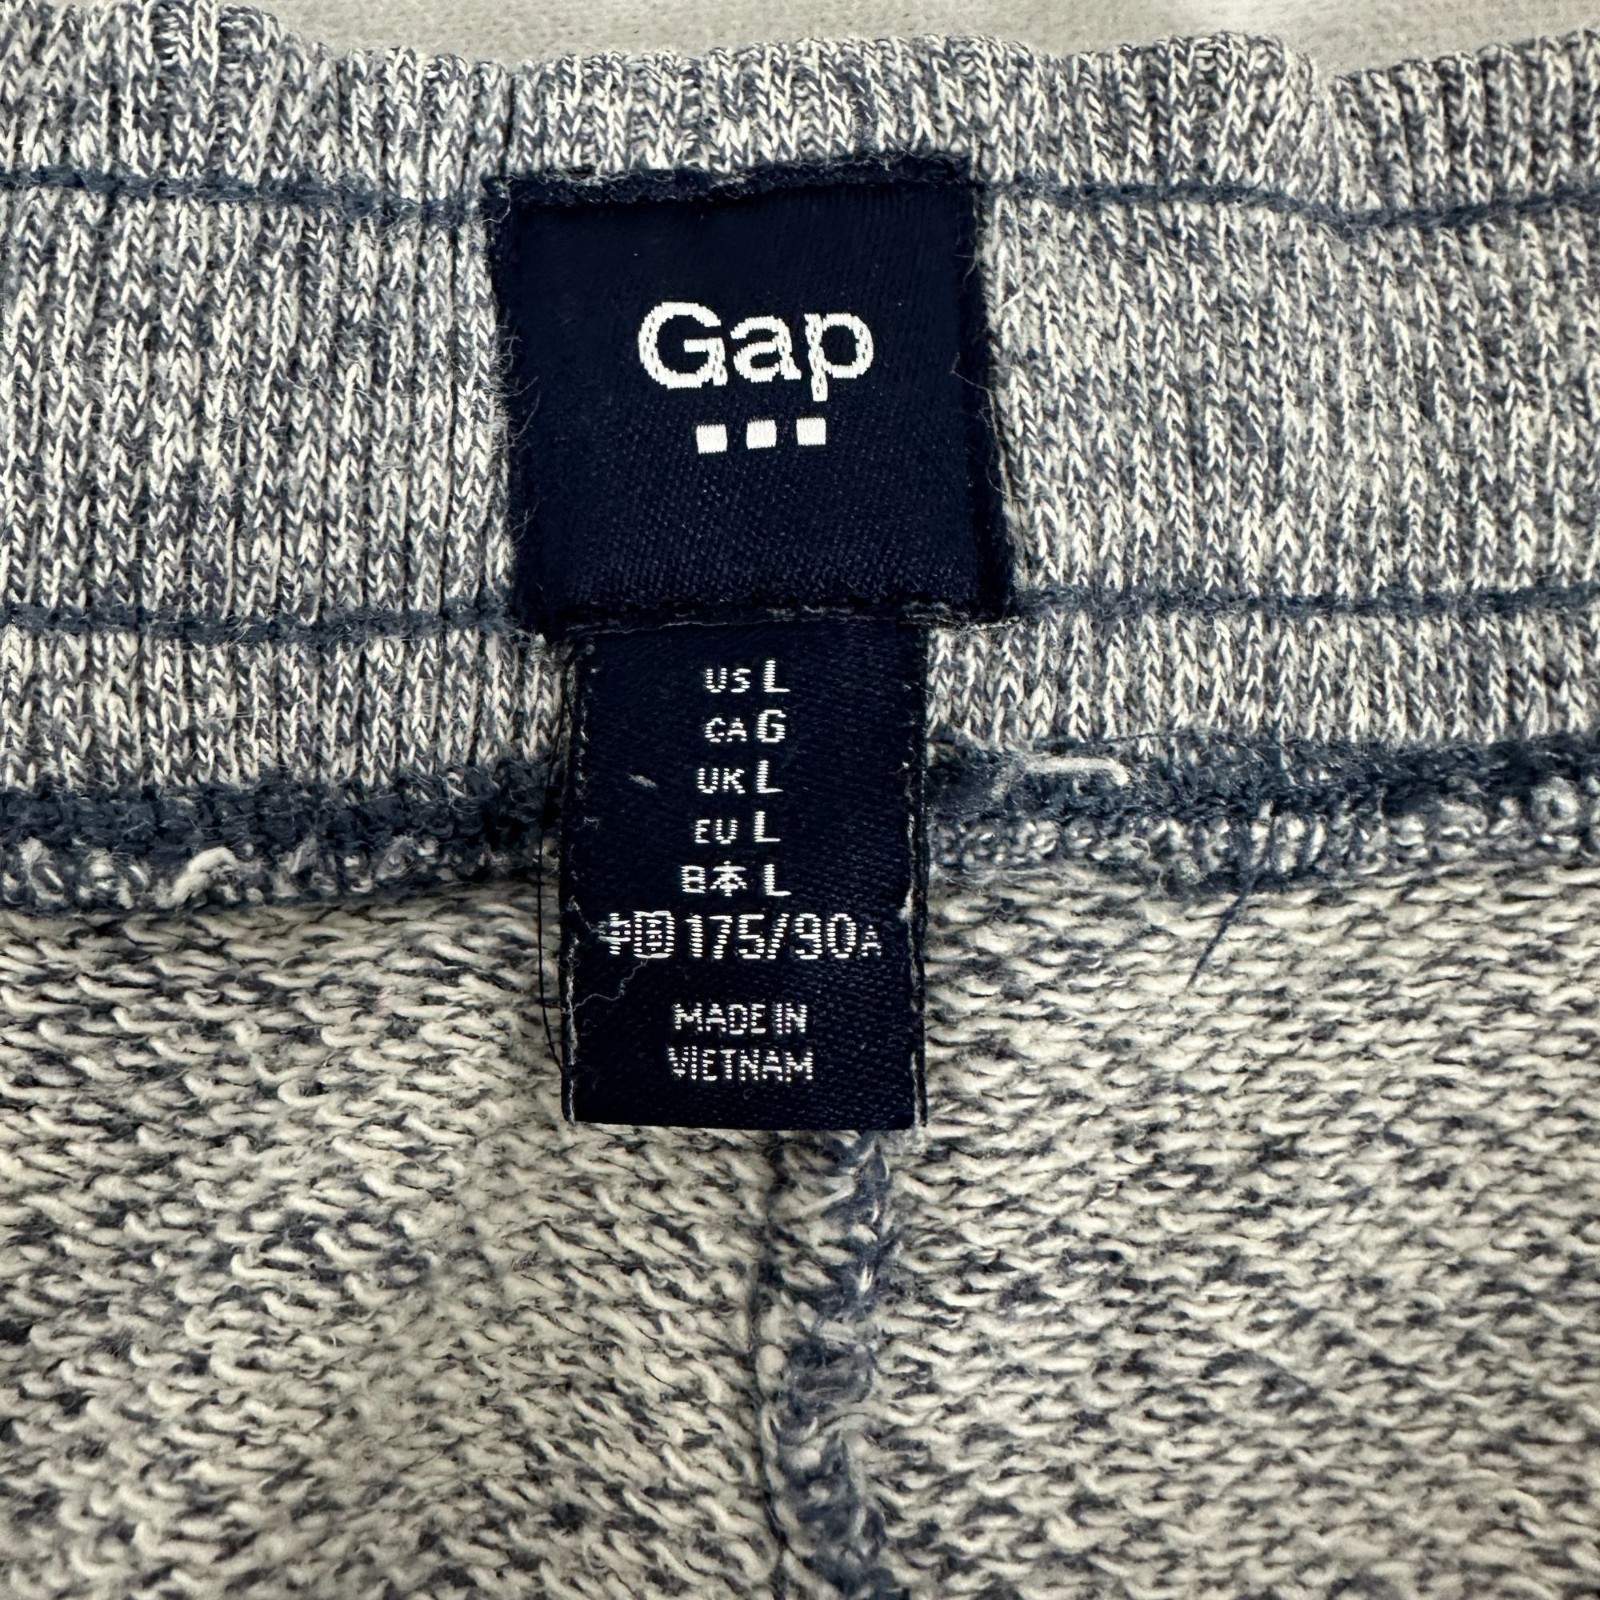 Gap
US L
CA G
UK L
EU L
日本 L
中国 175/90A
MADE IN
VIETNAM